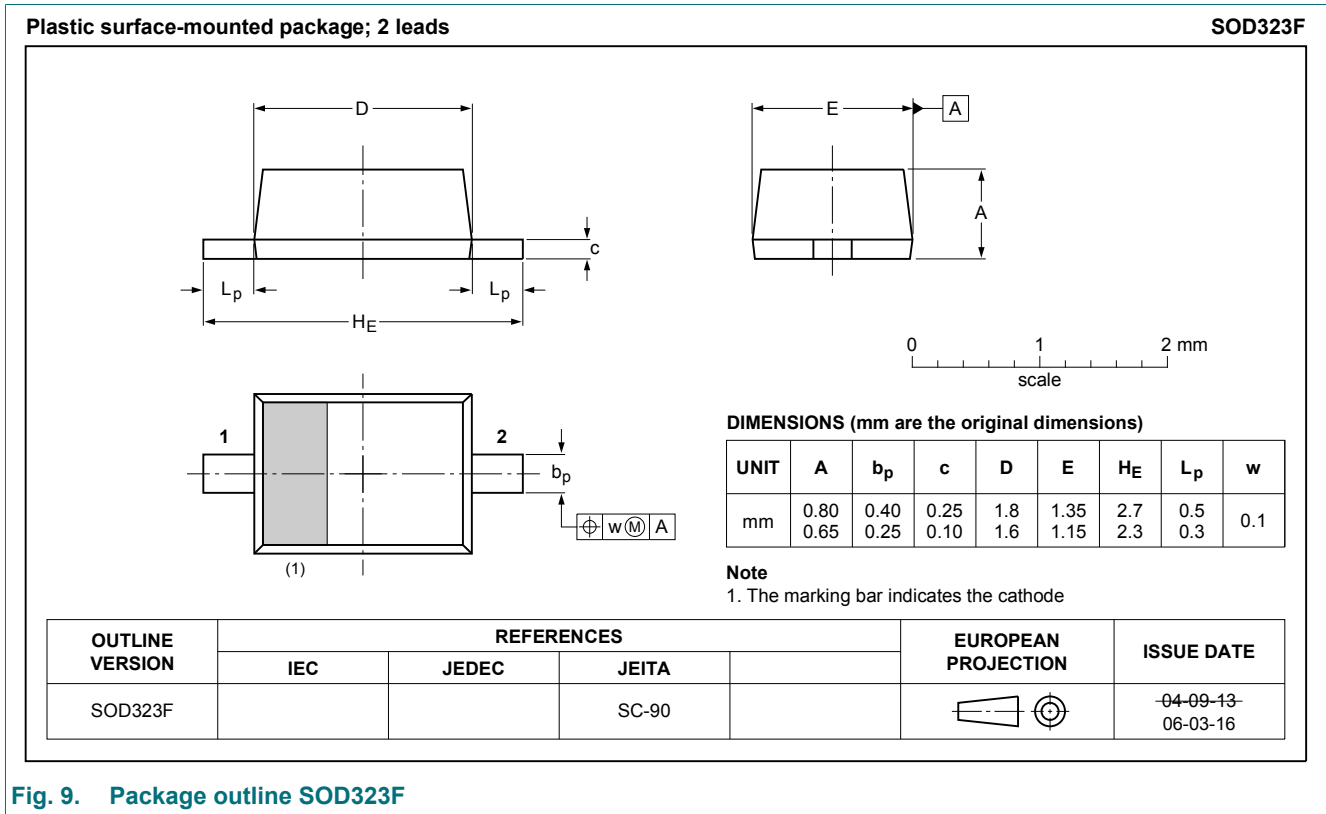 Plastic surface-mounted package; 2 leads SOD323F
D E A
A
c
Lp Lp
HE
0 1 2 mm
scale
DIMENSIONS (mm are the original dimensions)
1 2
bp
UNIT A bp c D E HE Lp w
mm 0.80 0.40 0.25 1.8 1.35 2.7 0.5 0.1
0.65 0.25 0.10 1.6 1.15 2.3 0.3
w M A
(1)
Note
1. The marking bar indicates the cathode
OUTLINE VERSION REFERENCES EUROPEAN PROJECTION ISSUE DATE
IEC JEDEC JEITA
SOD323F SC-90 04-09-13
06-03-16
Fig. 9. Package outline SOD323F